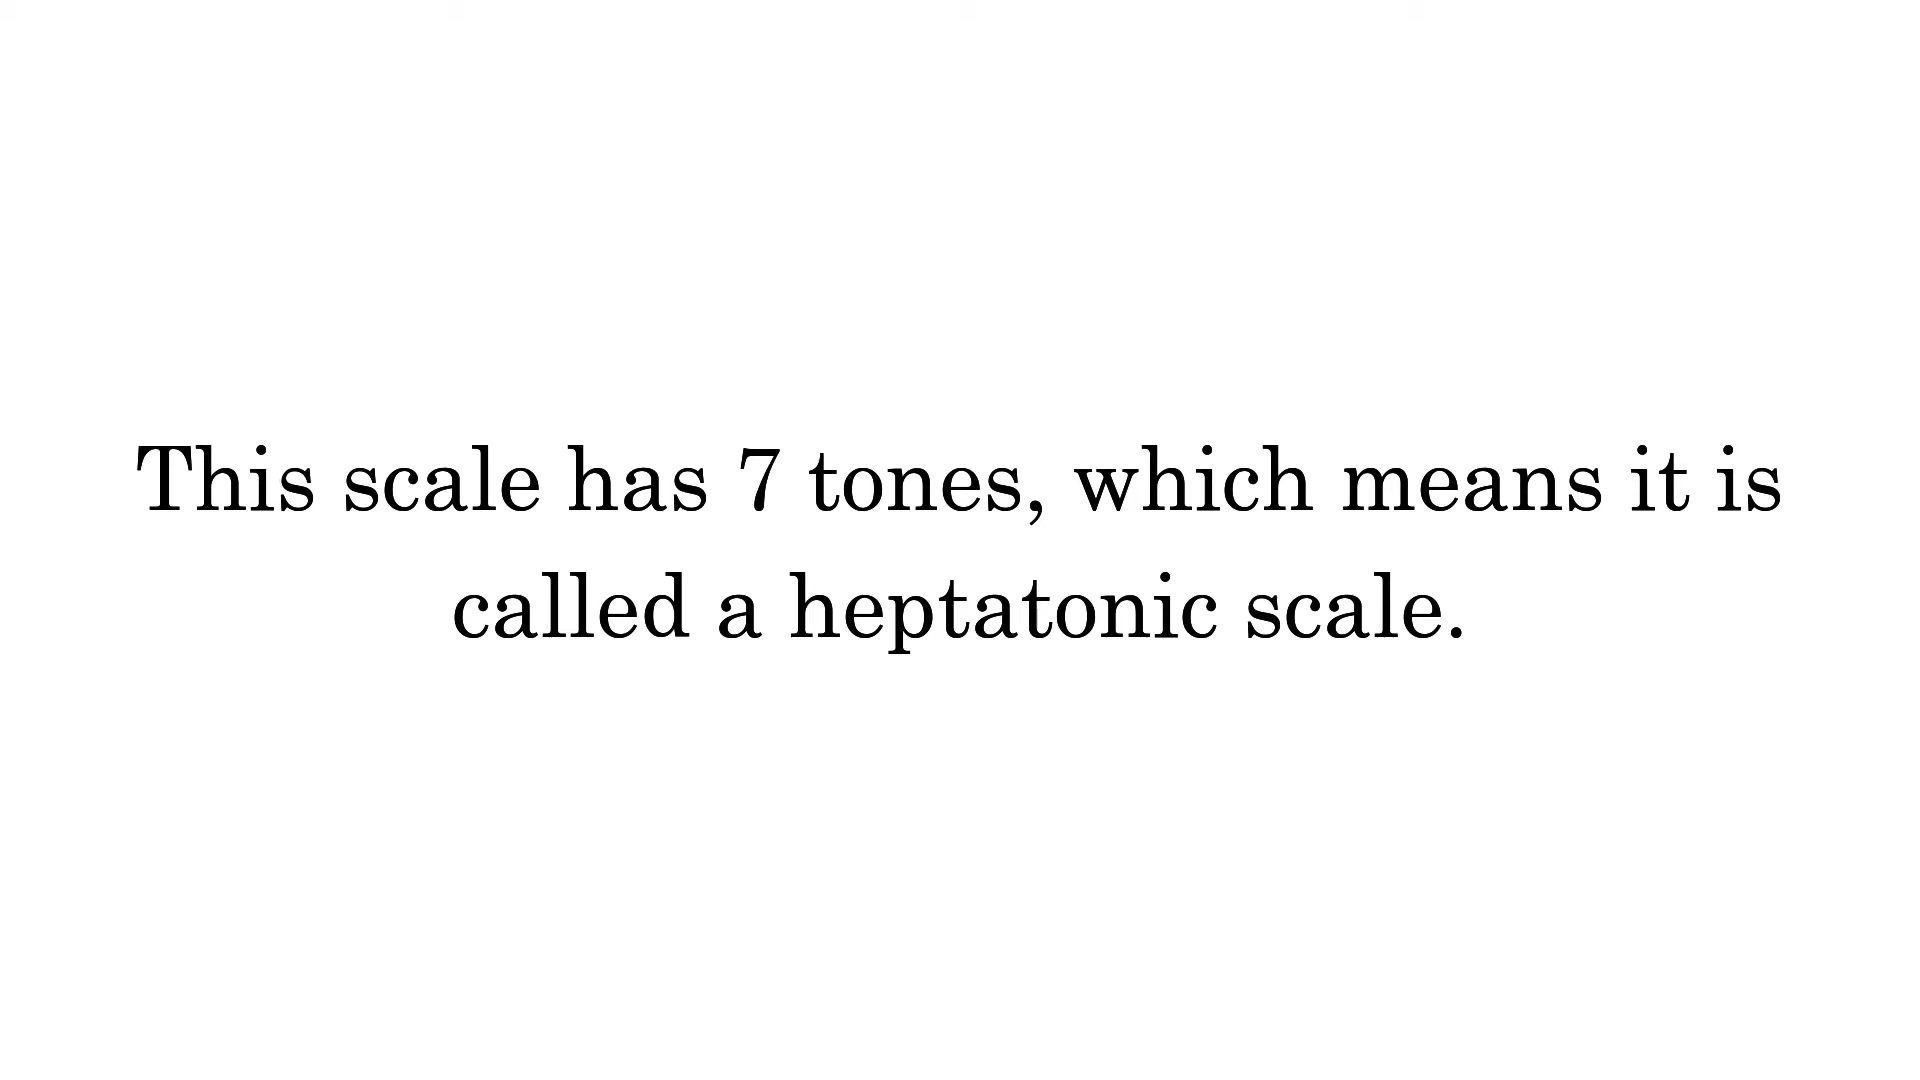 This scale has 7 tones, which means it is
called a heptatonic scale.